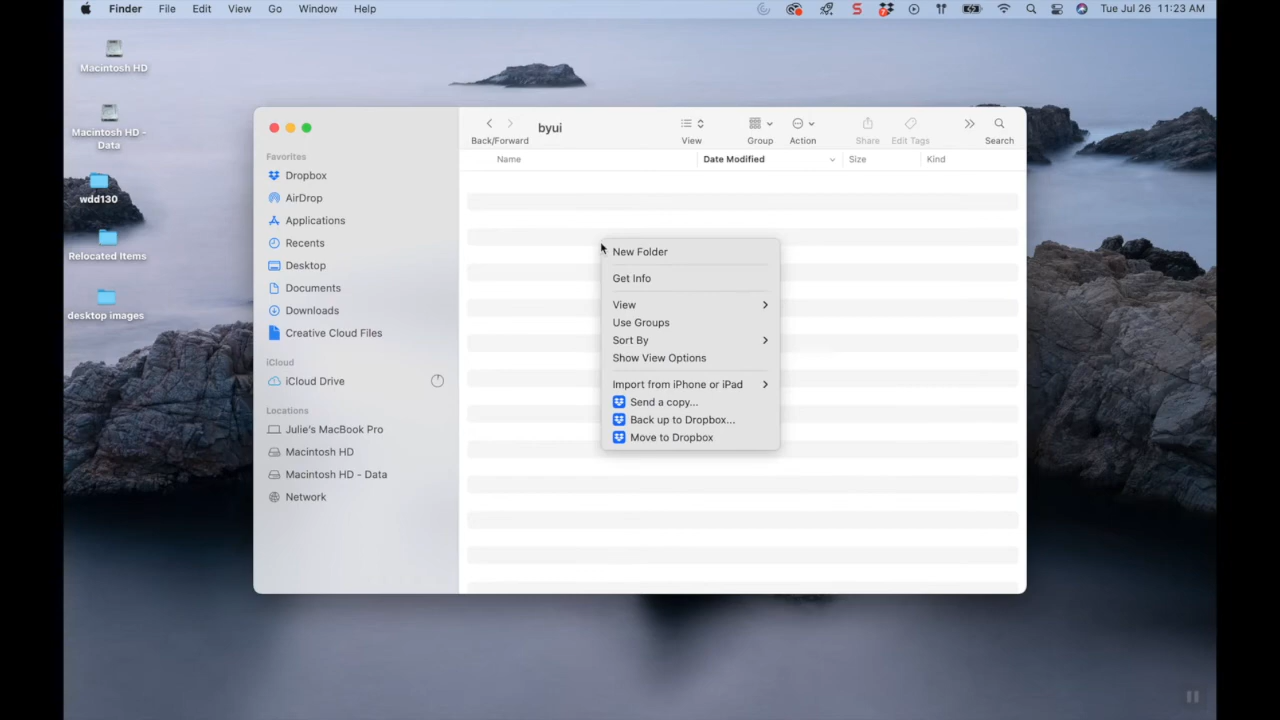 Finder File Edit View Go Window Help Tue Jul 26 11:23 AM
Macintosh HD
Macintosh HD -
Data
wdd130
Relocated Items
desktop images
byui
Back/Forward View Group Action Share Edit Tags Search
Name Date Modified Size Kind
Favorites
Dropbox
AirDrop
Applications
Recents
Desktop
Documents
Downloads
Creative Cloud Files
iCloud
iCloud Drive
Locations
Julie's MacBook Pro
Macintosh HD
Macintosh HD - Data
Network
New Folder
Get Info
View
Use Groups
Sort By
Show View Options
Import from iPhone or iPad
Send a copy...
Back up to Dropbox...
Move to Dropbox